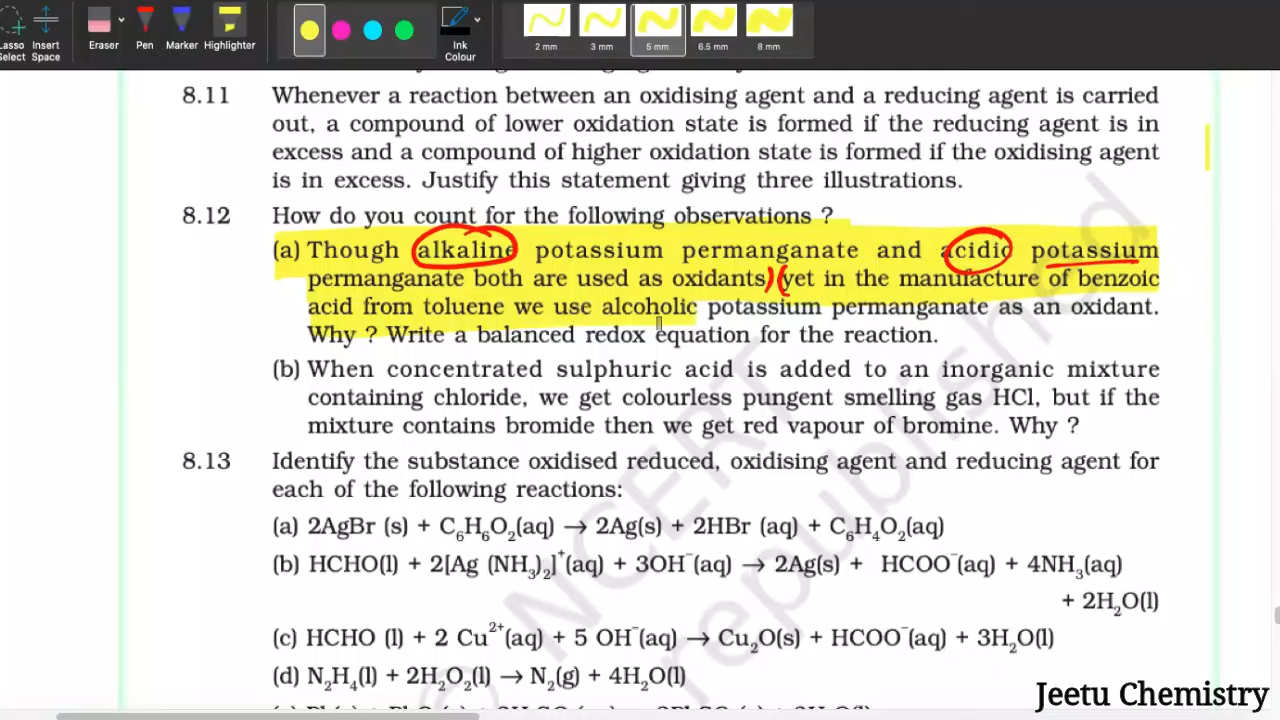 Lasso
Select
Insert
Space
Eraser
Pen
Marker
Highlighter
Ink
Colour
2 mm
3 mm
5 mm
6.5 mm
8 mm
8.11 Whenever a reaction between an oxidising agent and a reducing agent is carried
out, a compound of lower oxidation state is formed if the reducing agent is in
excess and a compound of higher oxidation state is formed if the oxidising agent
is in excess. Justify this statement giving three illustrations.
8.12 How do you count for the following observations ?
(a) Though alkaline potassium permanganate and acidic potassium
permanganate both are used as oxidants, yet in the manufacture of benzoic
acid from toluene we use alcoholic potassium permanganate as an oxidant.
Why ? Write a balanced redox equation for the reaction.
(b) When concentrated sulphuric acid is added to an inorganic mixture
containing chloride, we get colourless pungent smelling gas HCl, but if the
mixture contains bromide then we get red vapour of bromine. Why ?
8.13 Identify the substance oxidised reduced, oxidising agent and reducing agent for
each of the following reactions:
(a) 2AgBr (s) + C₆H₆O₂(aq) → 2Ag(s) + 2HBr (aq) + C₆H₄O₂(aq)
(b) HCHO(l) + 2[Ag (NH₃)₂]⁺(aq) + 3OH⁻(aq) → 2Ag(s) + HCOO⁻(aq) + 4NH₃(aq)
+ 2H₂O(l)
(c) HCHO (l) + 2 Cu²⁺(aq) + 5 OH⁻(aq) → Cu₂O(s) + HCOO⁻(aq) + 3H₂O(l)
(d) N₂H₄(l) + 2H₂O₂(l) → N₂(g) + 4H₂O(l)
© NCERT
republished
Jeetu Chemistry